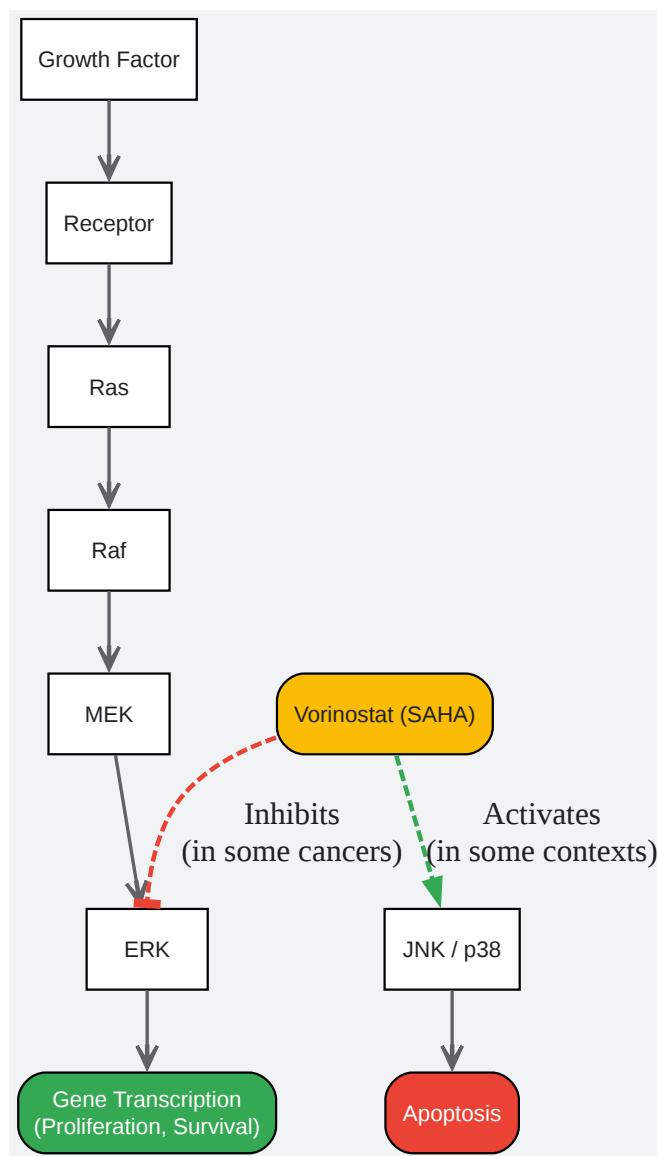 Growth Factor
Receptor
Ras
Raf
MEK
Vorinostat (SAHA)
Inhibits
(in some cancers)
Activates
(in some contexts)
ERK
JNK / p38
Gene Transcription
(Proliferation, Survival)
Apoptosis